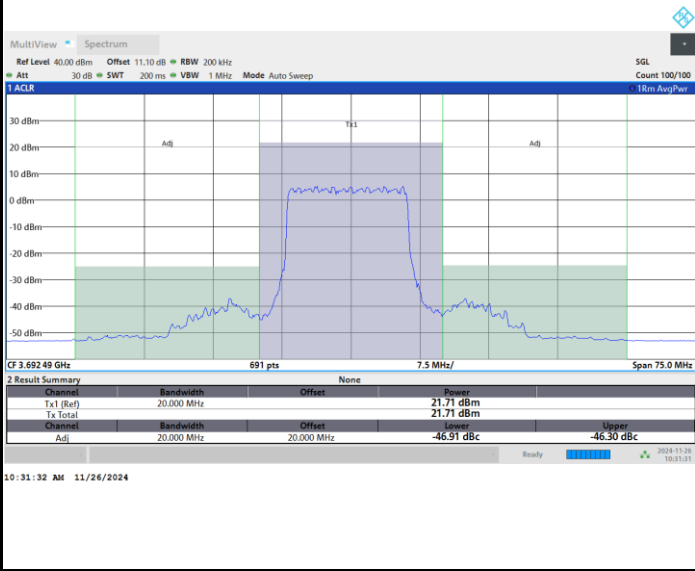 MultiView Spectrum
Ref Level 40.00 dBm Offset 11.10 dB RBW 200 kHz SGL
Att 30 dB SWT 200 ms VBW 1 MHz Mode Auto Sweep Count 100/100
1 ACLR 1Rm AvgPwr
Tx1
Adj Adj
30 dBm
20 dBm
10 dBm
0 dBm
-10 dBm
-20 dBm
-30 dBm
-40 dBm
-50 dBm
CF 3.692 49 GHz 691 pts 7.5 MHz/ Span 75.0 MHz
2 Result Summary None
Channel Bandwidth Offset Power
Tx1 (Ref) 20.000 MHz 21.71 dBm
Tx Total 21.71 dBm
Channel Bandwidth Offset Lower Upper
Adj 20.000 MHz 20.000 MHz -46.91 dBc -46.30 dBc
Ready 2024-11-26
10:31:31
10:31:32 AM 11/26/2024